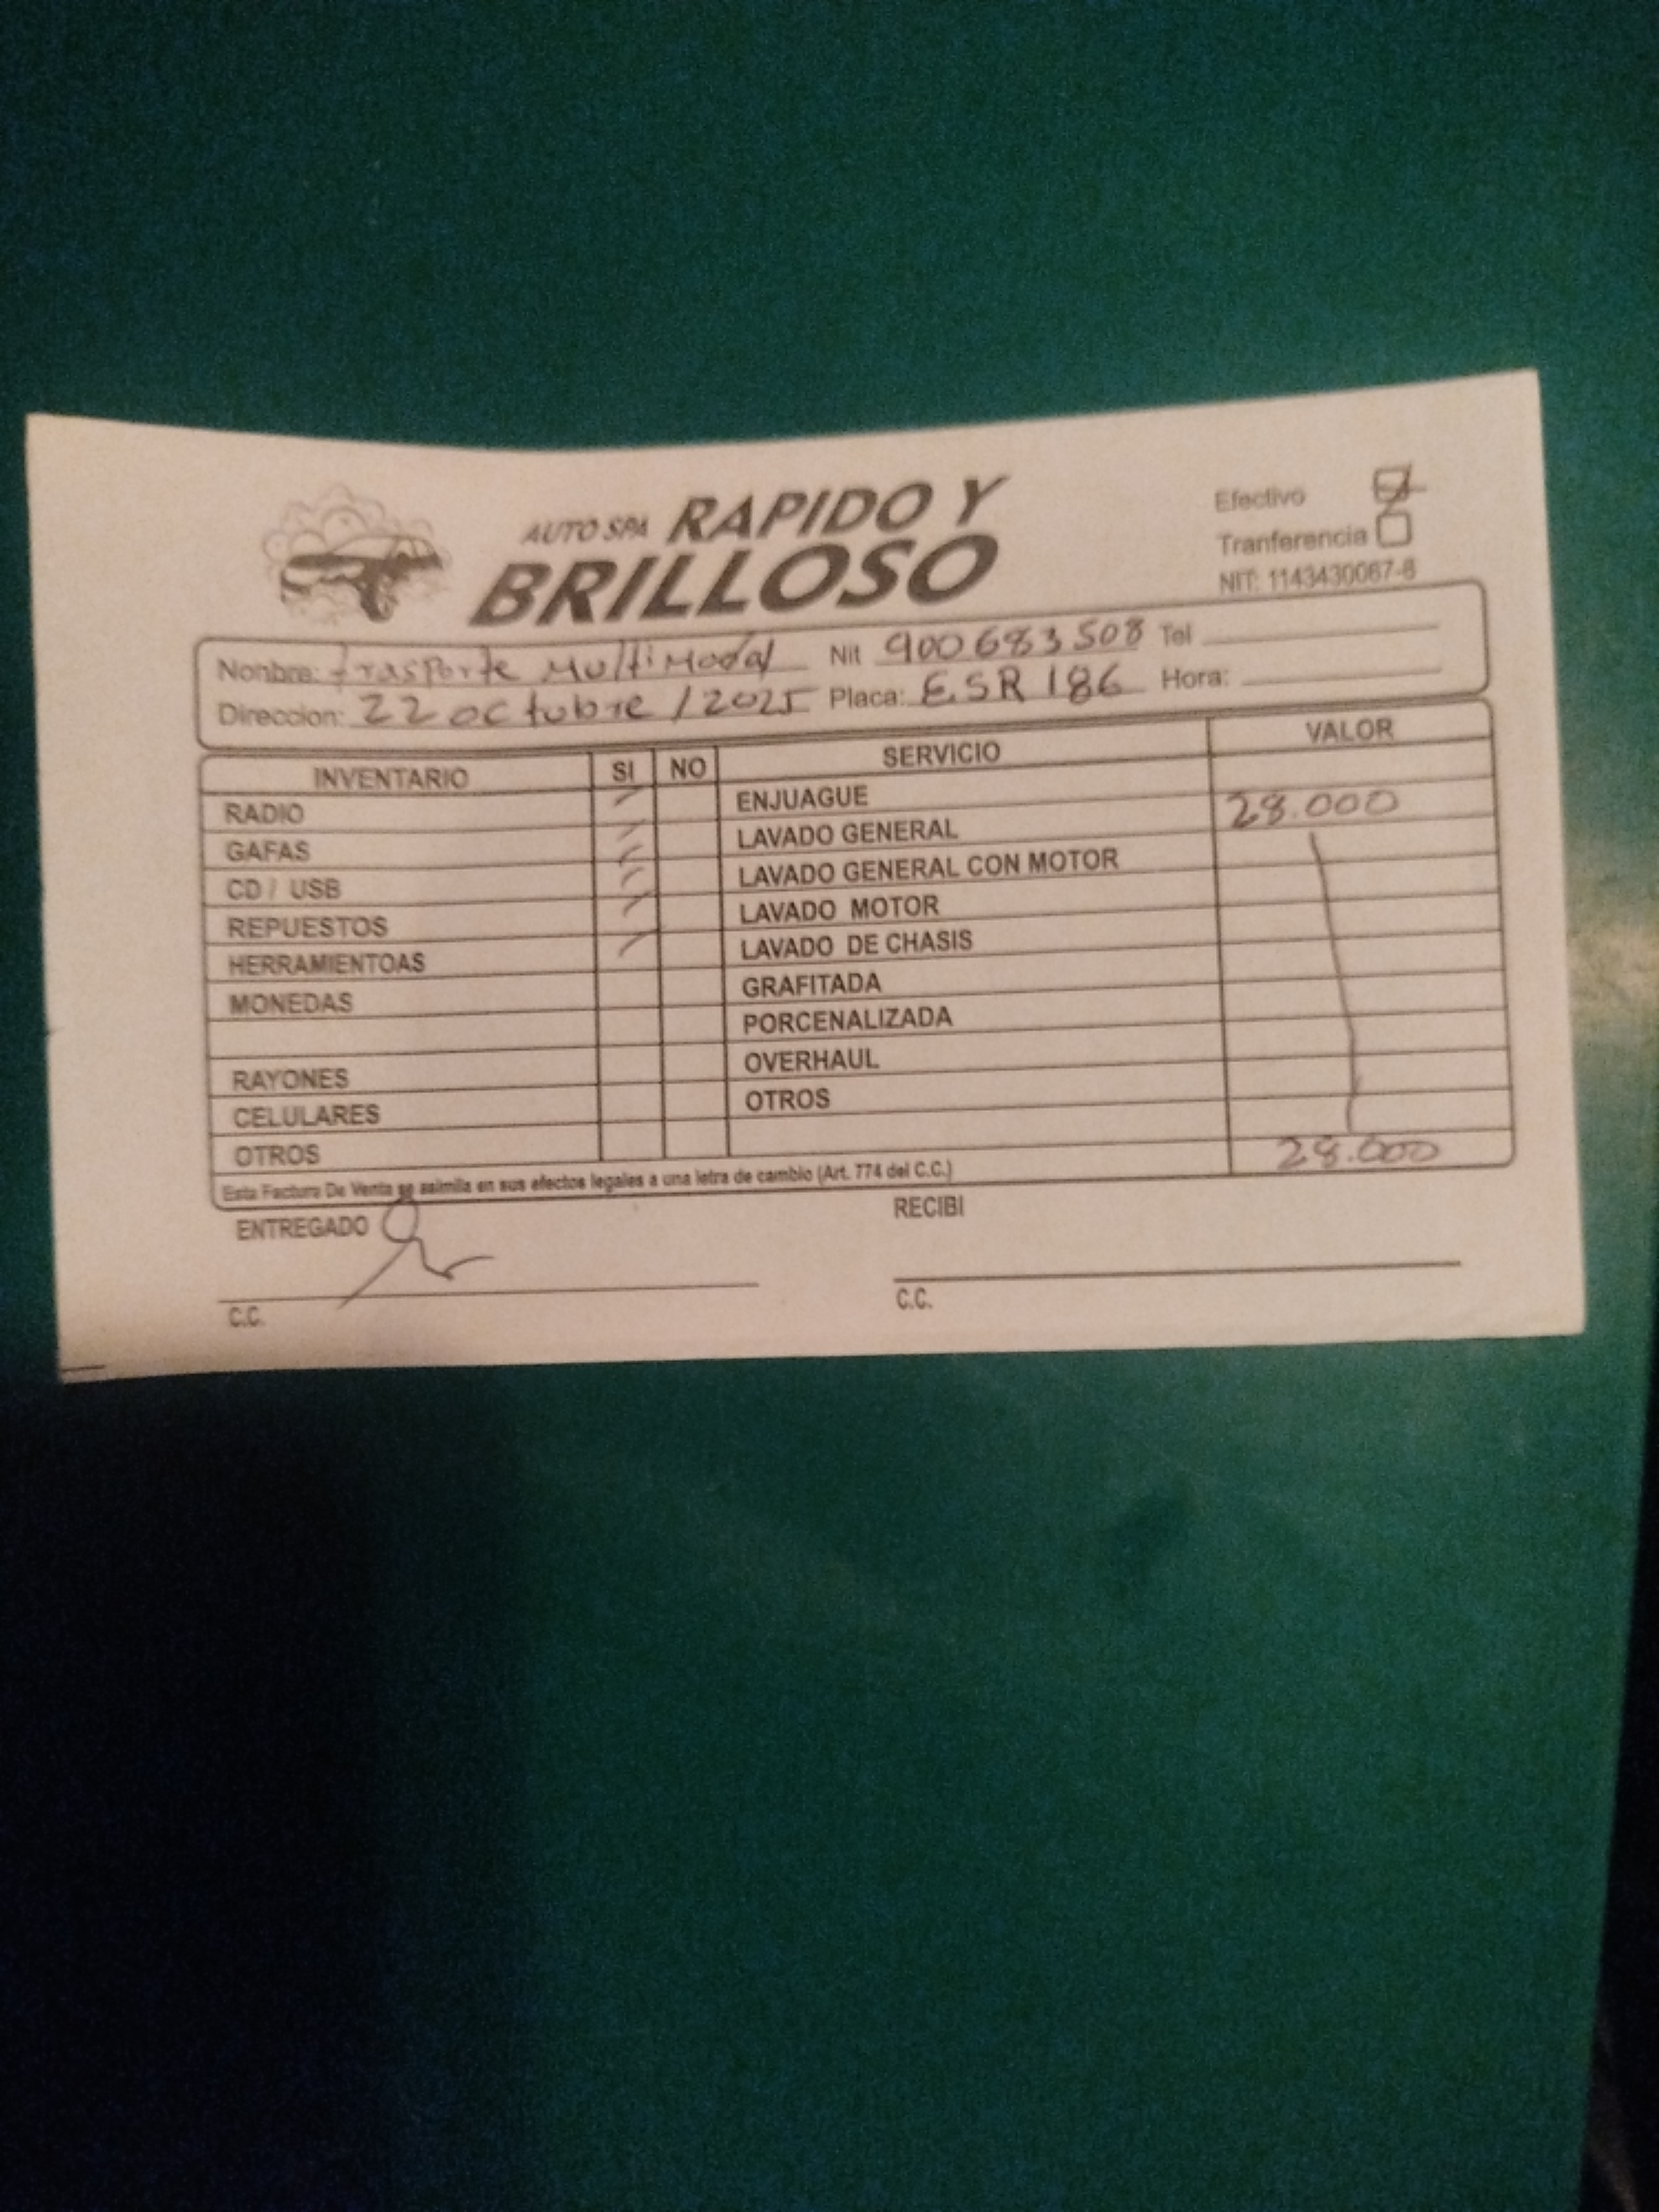 AUTO SPA RAPIDO Y
BRILLOSO
Efectivo
Tranferencia
NIT: 1143430067-8
Nonbre: trasporte Multimodal Nit 900683508 Tel
Direccion: 22 octubre / 2025 Placa: ESR 186 Hora:
INVENTARIO SI NO SERVICIO VALOR
RADIO ENJUAGUE 28.000
GAFAS LAVADO GENERAL
CD / USB LAVADO GENERAL CON MOTOR
REPUESTOS LAVADO MOTOR
HERRAMIENTOAS LAVADO DE CHASIS
MONEDAS GRAFITADA
PORCENALIZADA
RAYONES OVERHAUL
CELULARES OTROS
OTROS 28.000
Esta Factura De Venta se asimila en sus efectos legales a una letra de cambio (Art. 774 del C.C.)
ENTREGADO RECIBI
C.C. C.C.